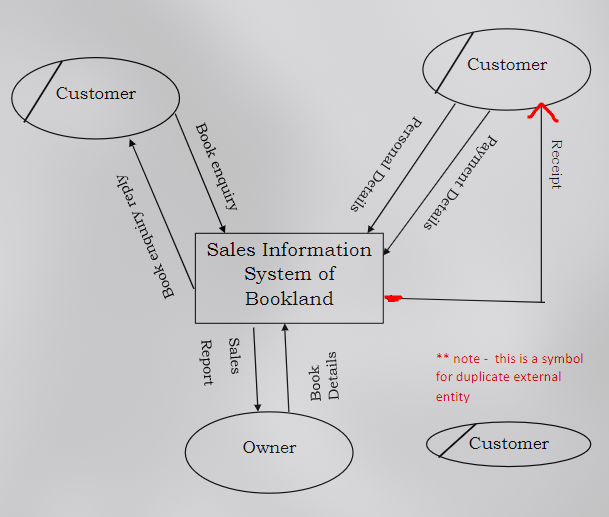 Customer
Customer
Book enquiry
Book enquiry reply
Personal Details
Payment Details
Receipt
Sales Information
System of
Bookland
Sales
Report
Book
Details
Owner
** note - this is a symbol
for duplicate external
entity
Customer